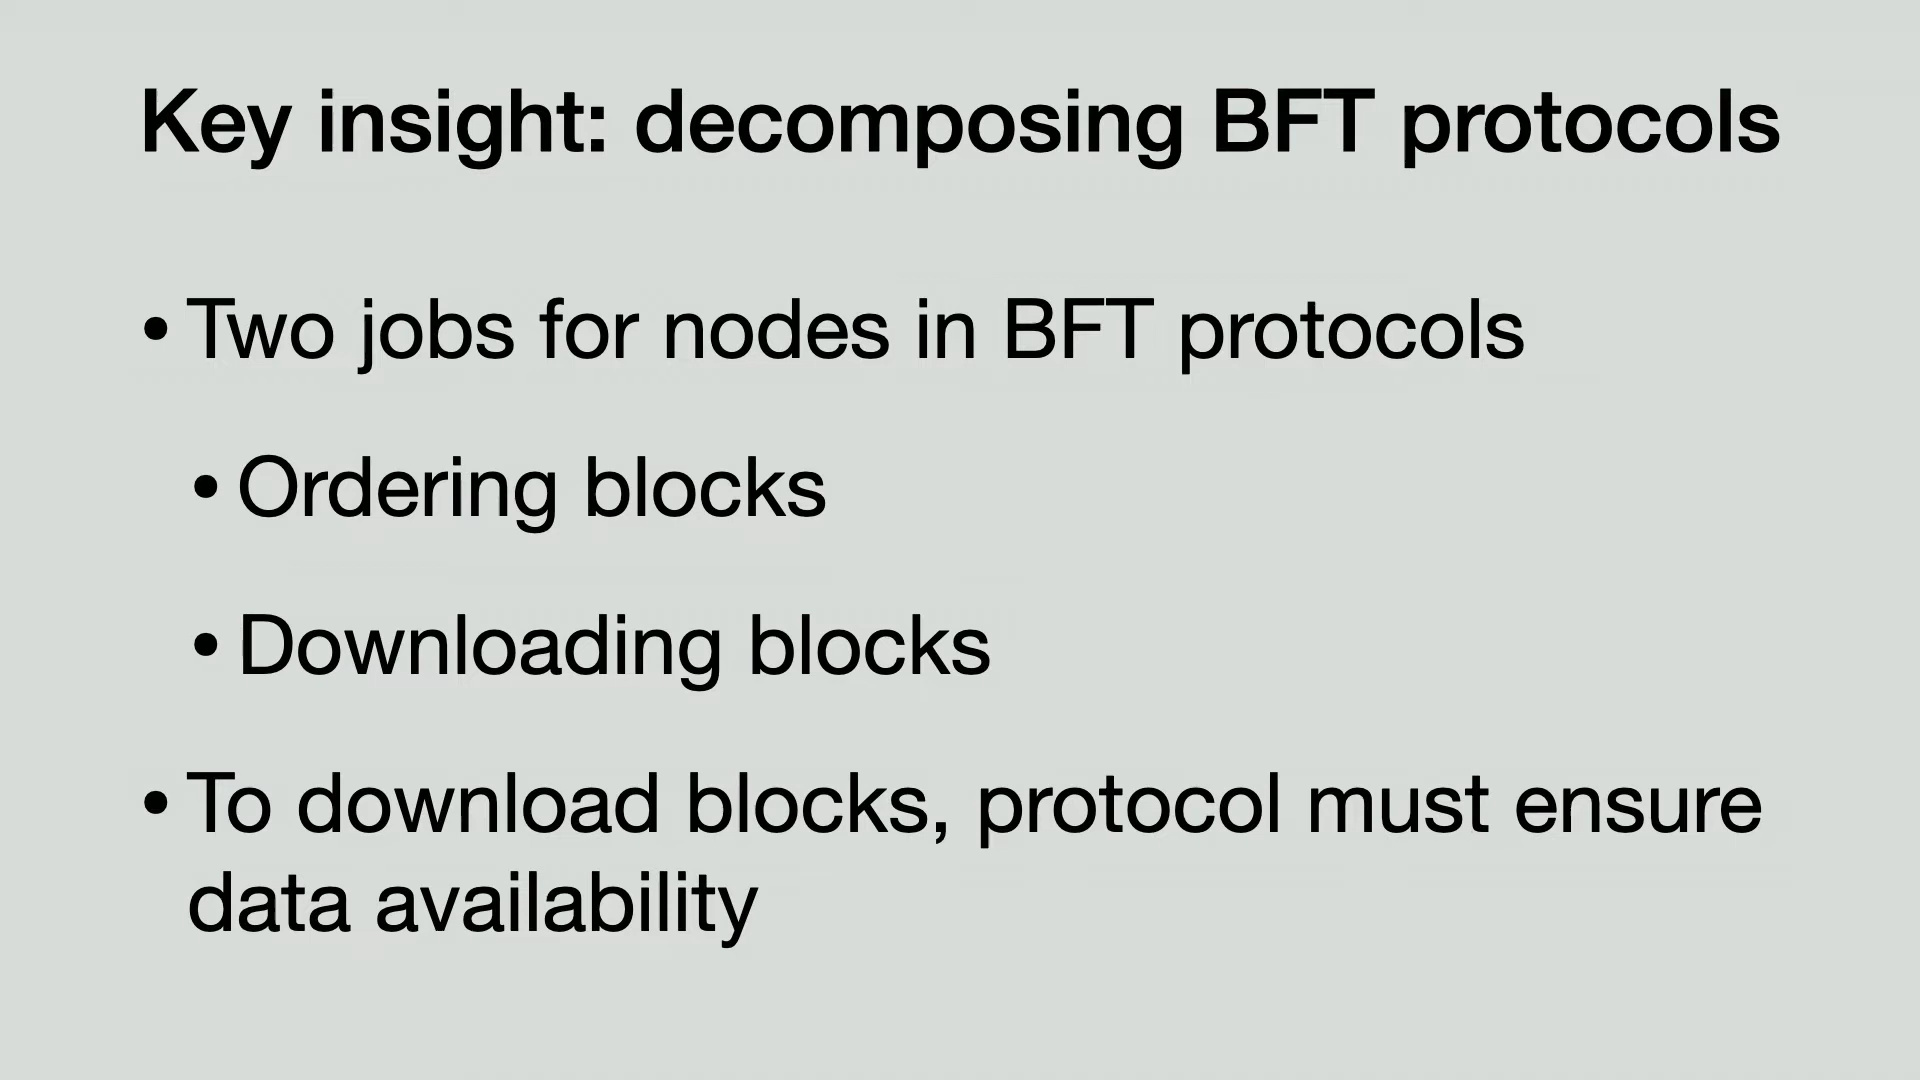 Key insight: decomposing BFT protocols
• Two jobs for nodes in BFT protocols
• Ordering blocks
• Downloading blocks
• To download blocks, protocol must ensure
data availability